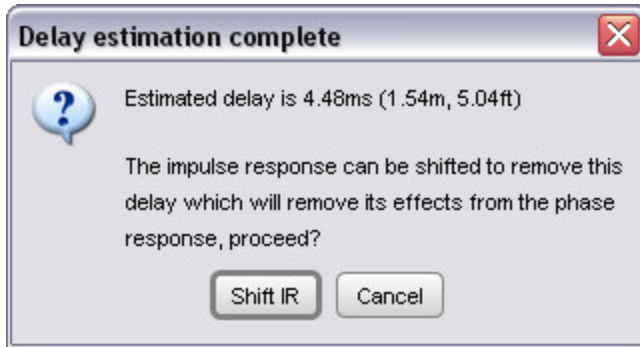 Delay estimation complete
Estimated delay is 4.48ms (1.54m, 5.04ft)
The impulse response can be shifted to remove this
delay which will remove its effects from the phase
response, proceed?
Shift IR
Cancel